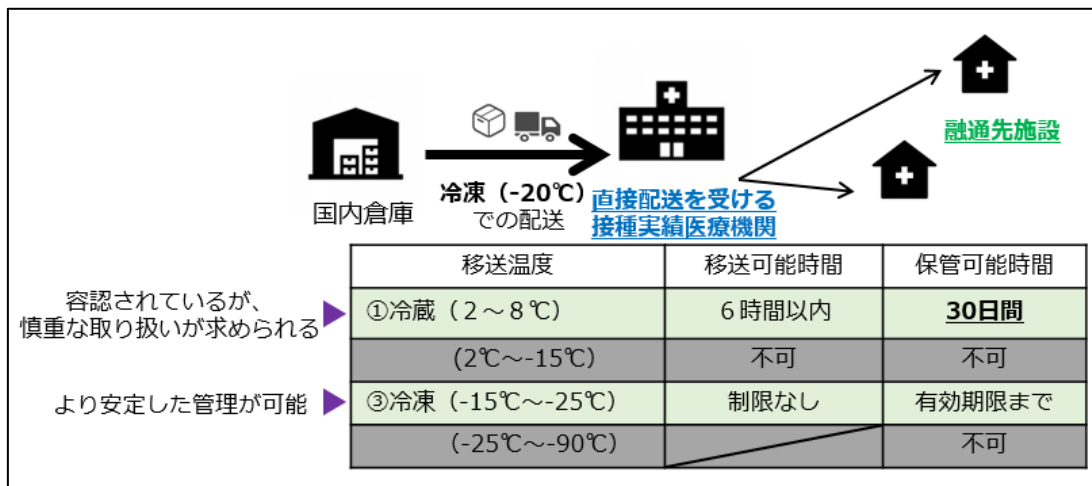 融通先施設
国内倉庫
冷凍（-20℃）
での配送
直接配送を受ける
接種実績医療機関
移送温度 移送可能時間 保管可能時間
容認されているが、
慎重な取り扱いが求められる
①冷蔵（２～８℃） ６時間以内 30日間
(2℃～-15℃) 不可 不可
より安定した管理が可能
③冷凍（-15℃～-25℃） 制限なし 有効期限まで
(-25℃～-90℃) 不可